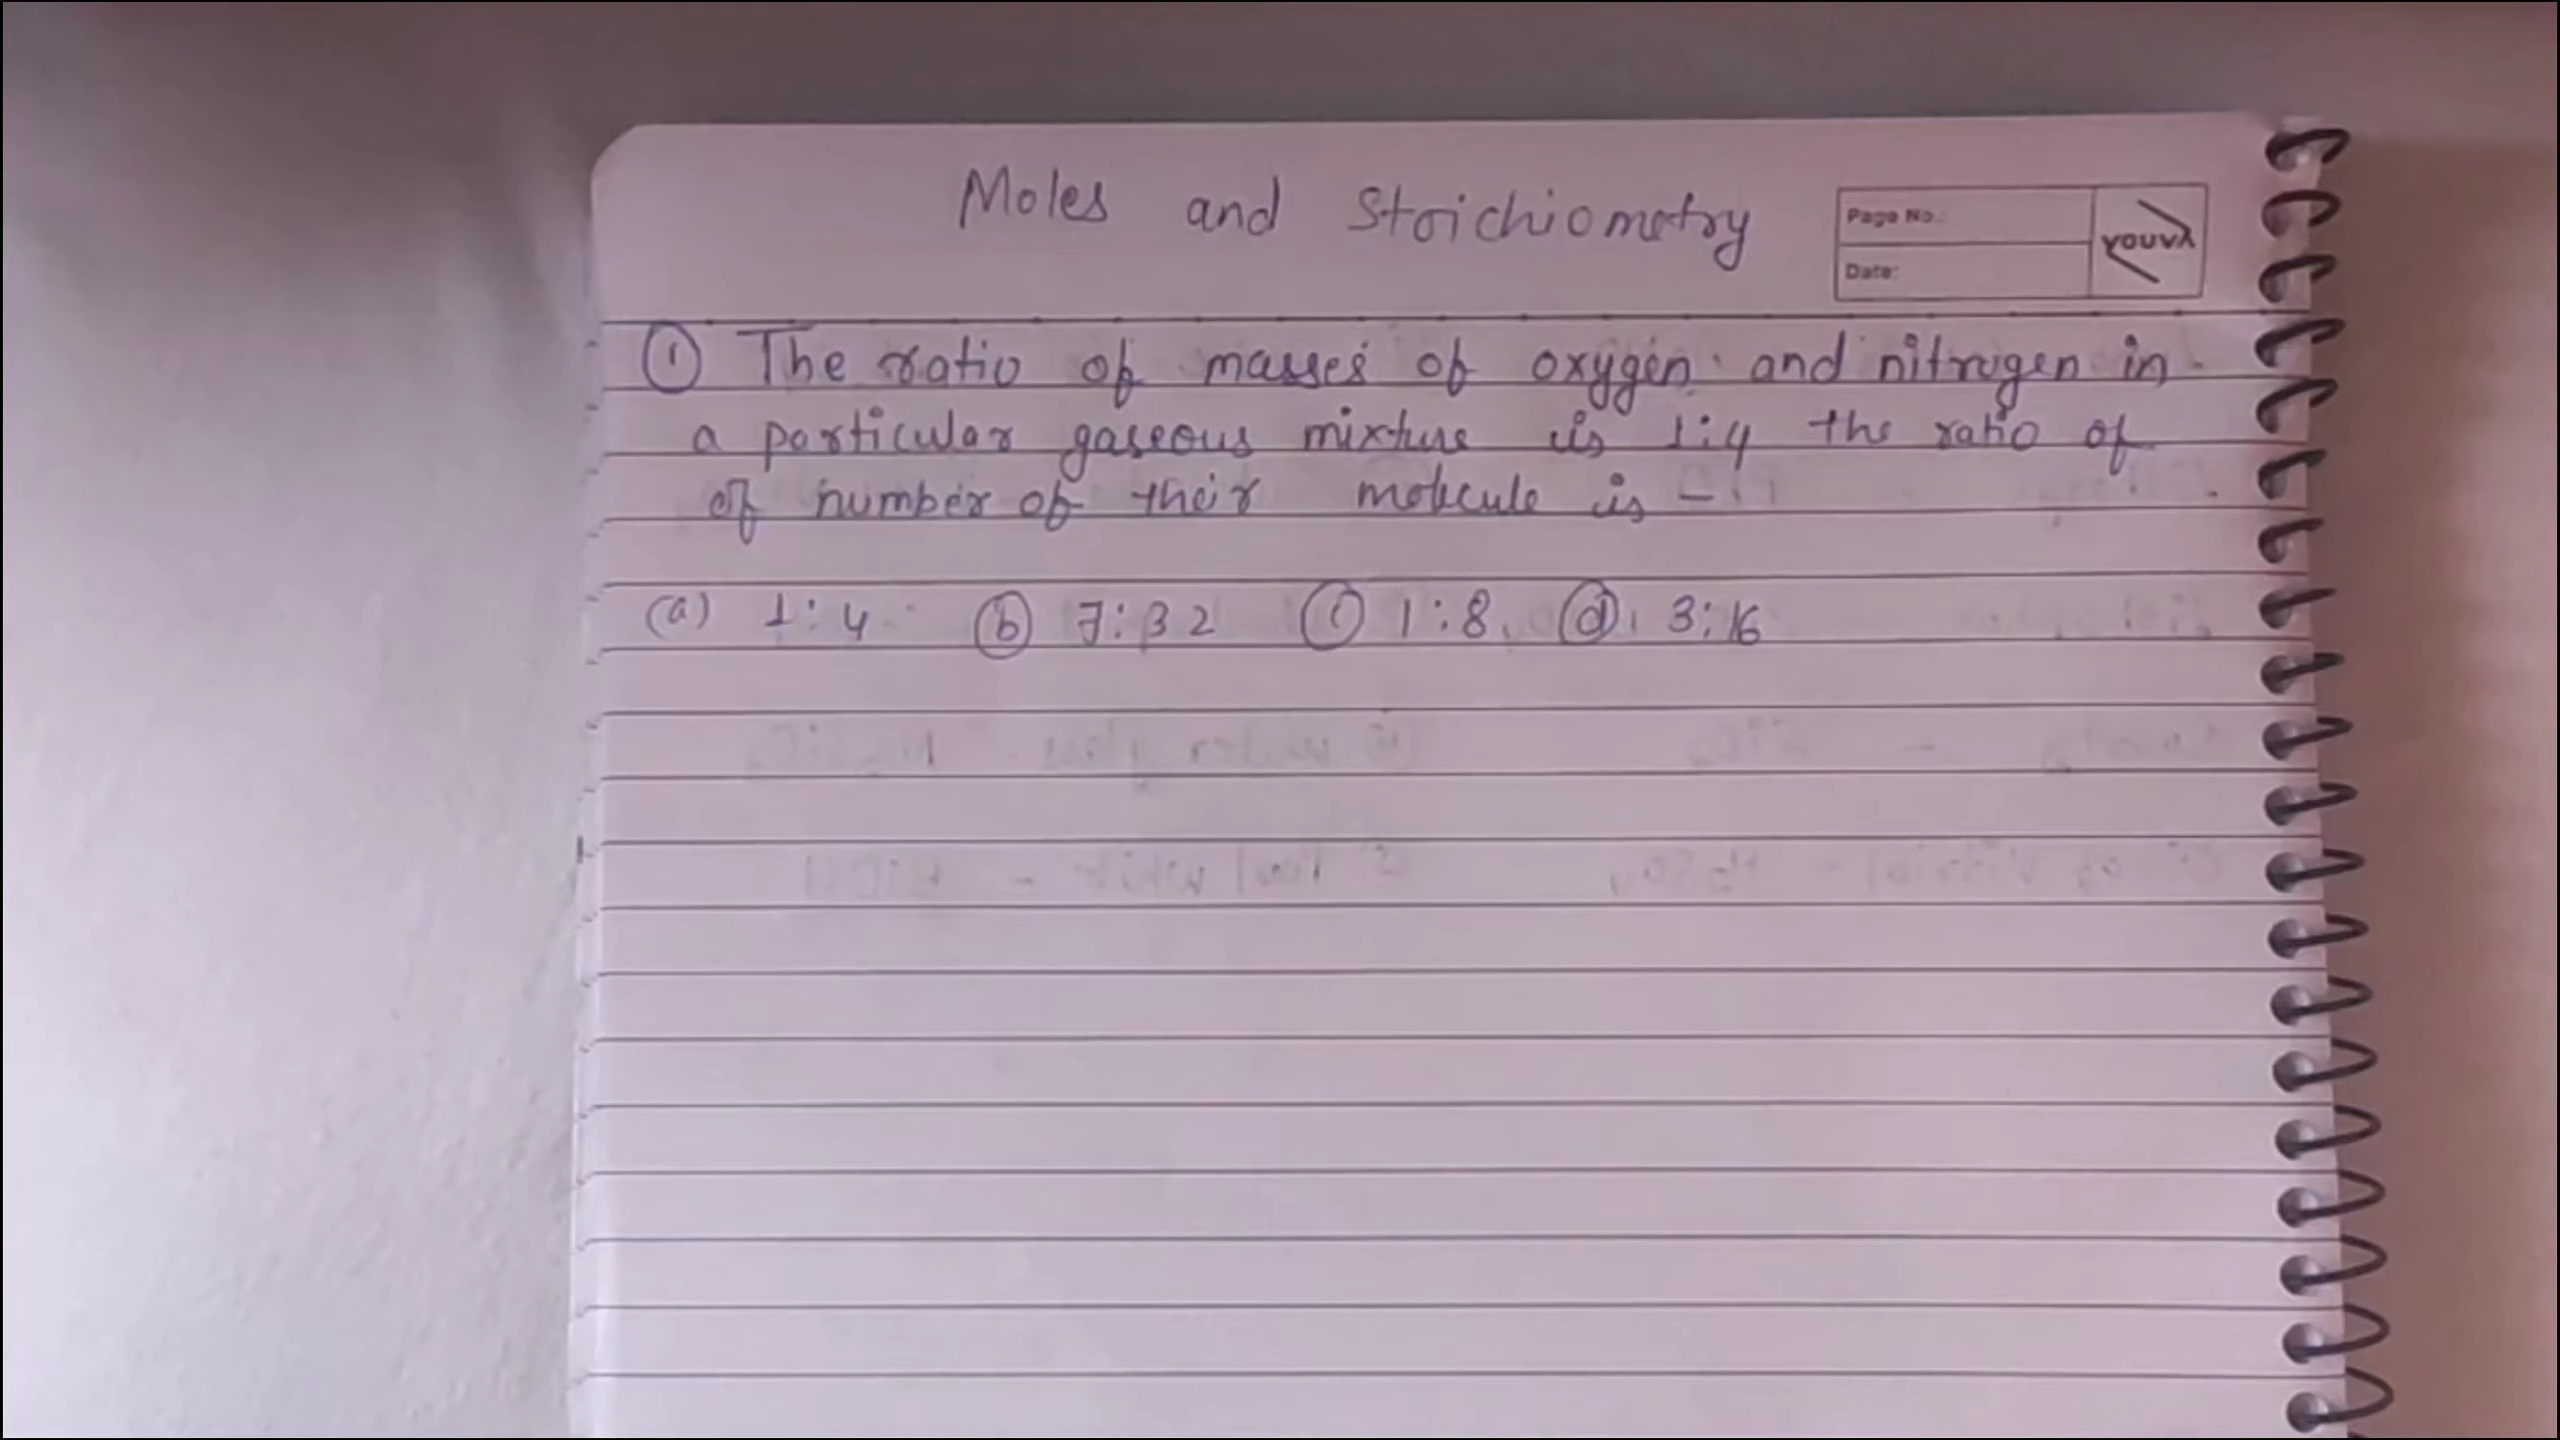 Moles and Stoichiometry
Page No.:
Date:
YOUVA
① The ratio of masses of oxygen and nitrogen in
a particular gaseous mixture is 1:4 the ratio of
of number of their molecule is –
(a) 1:4 ⓑ 7:32 ⓒ 1:8 ⓓ 3:16